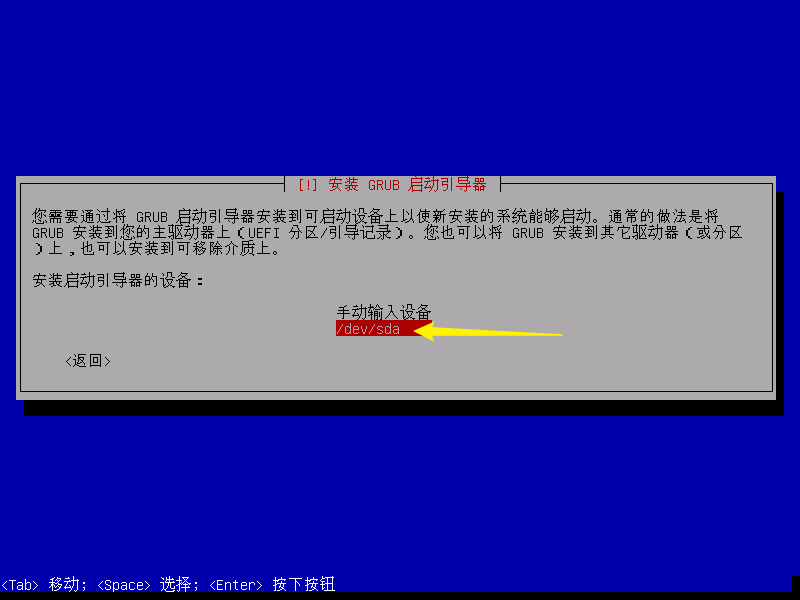 [!] 安装 GRUB 启动引导器
您需要通过将 GRUB 启动引导器安装到可启动设备上以使新安装的系统能够启动。通常的做法是将
GRUB 安装到您的主驱动器上（UEFI 分区/引导记录）。您也可以将 GRUB 安装到其它驱动器（或分区
）上，也可以安装到可移除介质上。
安装启动引导器的设备：
手动输入设备
/dev/sda
<返回>
<Tab> 移动; <Space> 选择; <Enter> 按下按钮